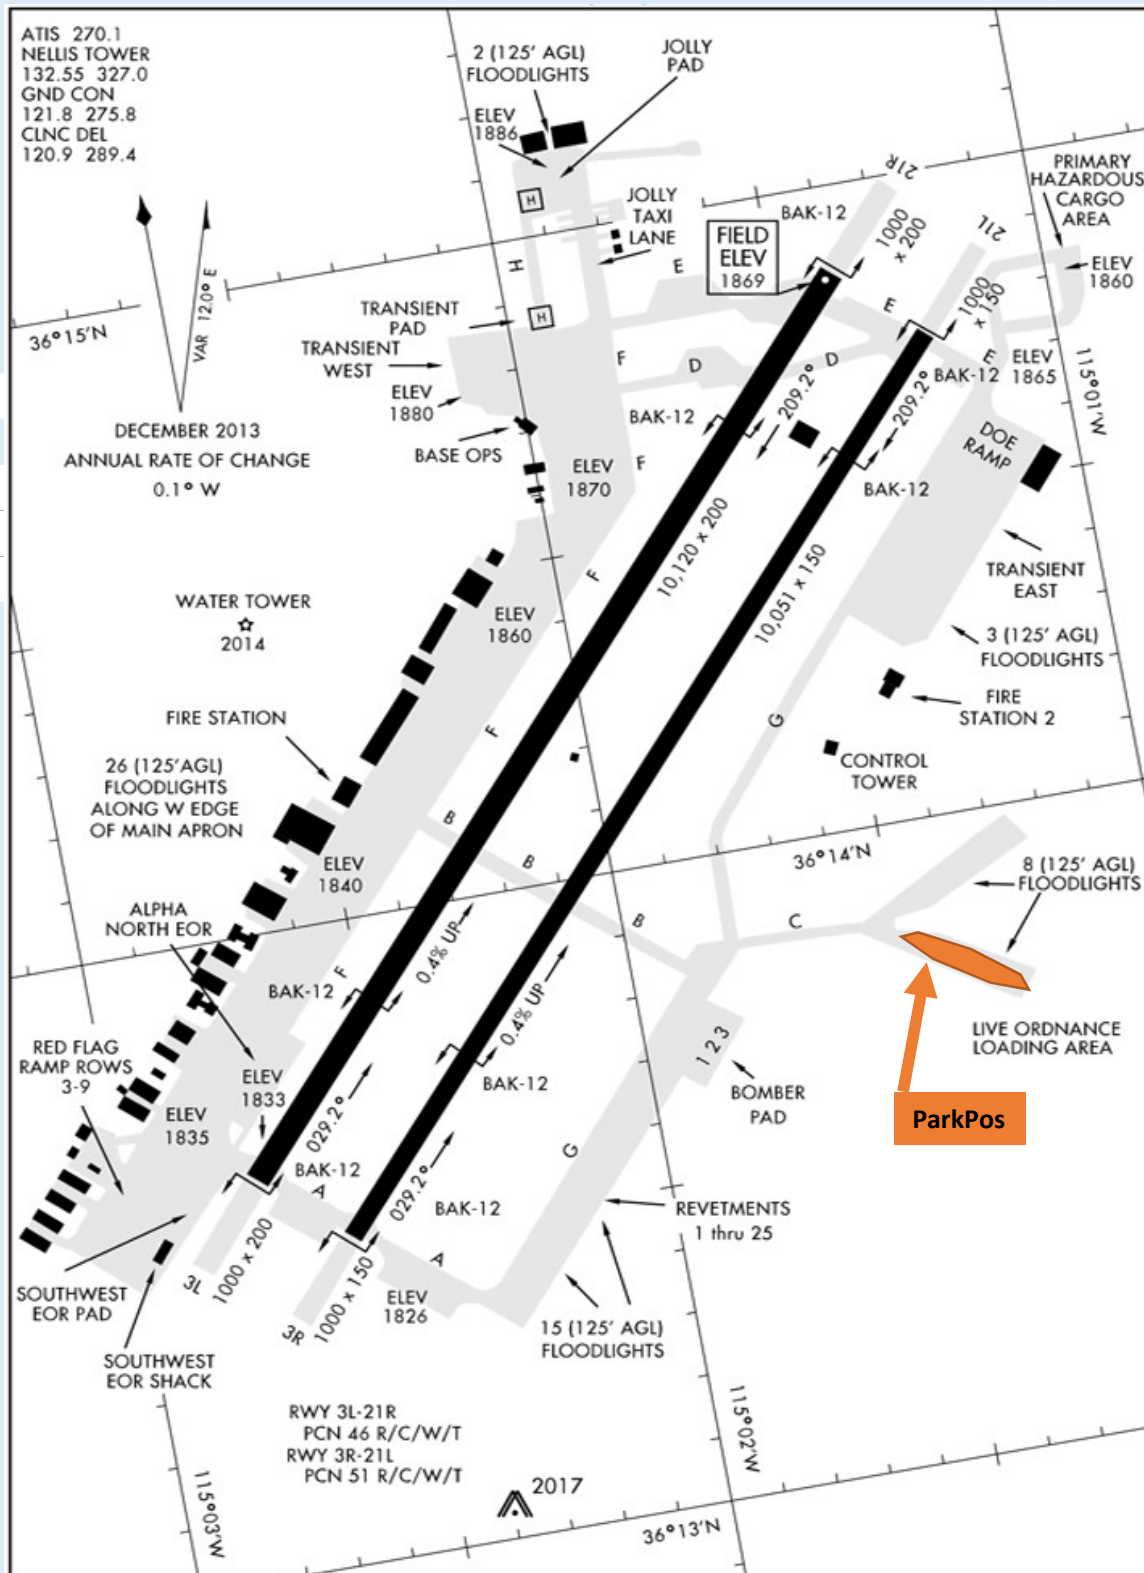 ATIS 270.1
NELLIS TOWER
132.55 327.0
GND CON
121.8 275.8
CLNC DEL
120.9 289.4
2 (125' AGL)
FLOODLIGHTS
JOLLY
PAD
ELEV
1886
H
JOLLY
TAXI
LANE
BAK-12
21R
1000
x 200
21L
PRIMARY
HAZARDOUS
CARGO
AREA
FIELD
ELEV
1869
ELEV
1860
1000
x 150
H
E
E
E
VAR 12.0° E
36°15'N
TRANSIENT
PAD
H
TRANSIENT
WEST
ELEV
1880
F
D
D
209.2°
BAK-12
209.2°
ELEV
1865
115°01'W
DECEMBER 2013
ANNUAL RATE OF CHANGE
0.1° W
BAK-12
BASE OPS
ELEV
1870
F
DOE
RAMP
BAK-12
10,120 x 200
10,051 x 150
TRANSIENT
EAST
F
WATER TOWER
2014
ELEV
1860
3 (125' AGL)
FLOODLIGHTS
FIRE
STATION 2
FIRE STATION
F
G
CONTROL
TOWER
26 (125'AGL)
FLOODLIGHTS
ALONG W EDGE
OF MAIN APRON
B
B
B
36°14'N
8 (125' AGL)
FLOODLIGHTS
ELEV
1840
ALPHA
NORTH EOR
C
F
0.4% UP
0.4% UP
BAK-12
LIVE ORDNANCE
LOADING AREA
RED FLAG
RAMP ROWS
3-9
ELEV
1833
1 2 3
BAK-12
BOMBER
PAD
ParkPos
ELEV
1835
029.2°
G
BAK-12
A
029.2°
BAK-12
REVETMENTS
1 thru 25
A
SOUTHWEST
EOR PAD
3L
1000 x 200
ELEV
1826
3R
1000 x 150
15 (125' AGL)
FLOODLIGHTS
SOUTHWEST
EOR SHACK
RWY 3L-21R
PCN 46 R/C/W/T
RWY 3R-21L
PCN 51 R/C/W/T
115°02'W
115°03'W
2017
36°13'N